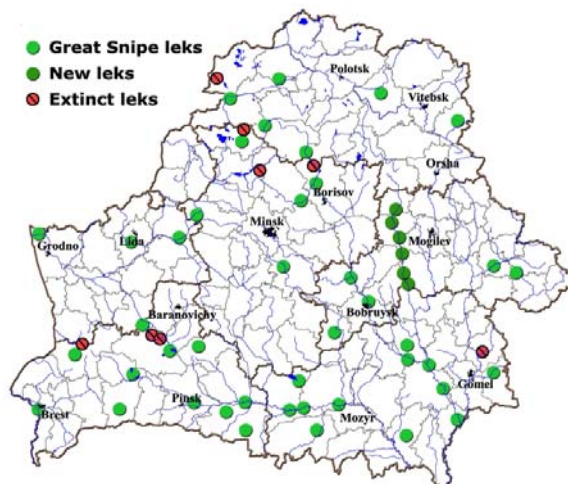 Great Snipe leks
New leks
Extinct leks
Polotsk
Vitebsk
Orsha
Borisov
Minsk
Mogilev
Grodno
Lida
Baranovichy
Bobruysk
Gomel
Brest
Pinsk
Mozyr